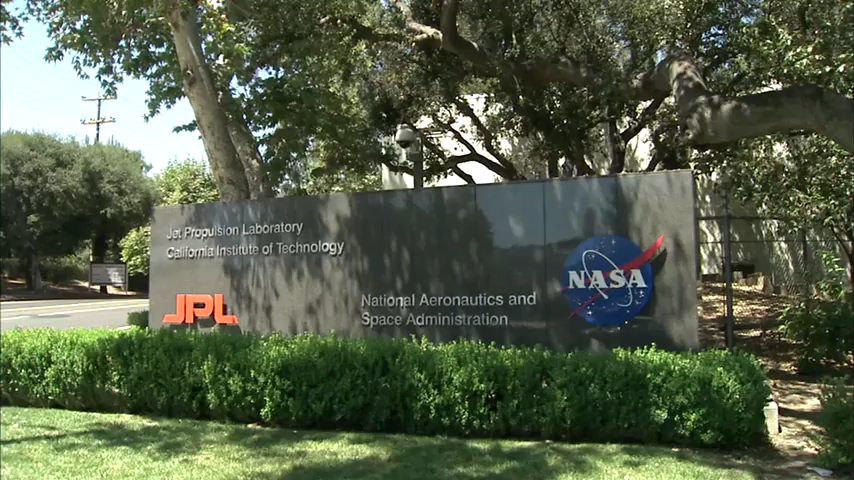 Jet Propulsion Laboratory
California Institute of Technology
JPL
National Aeronautics and
Space Administration
NASA